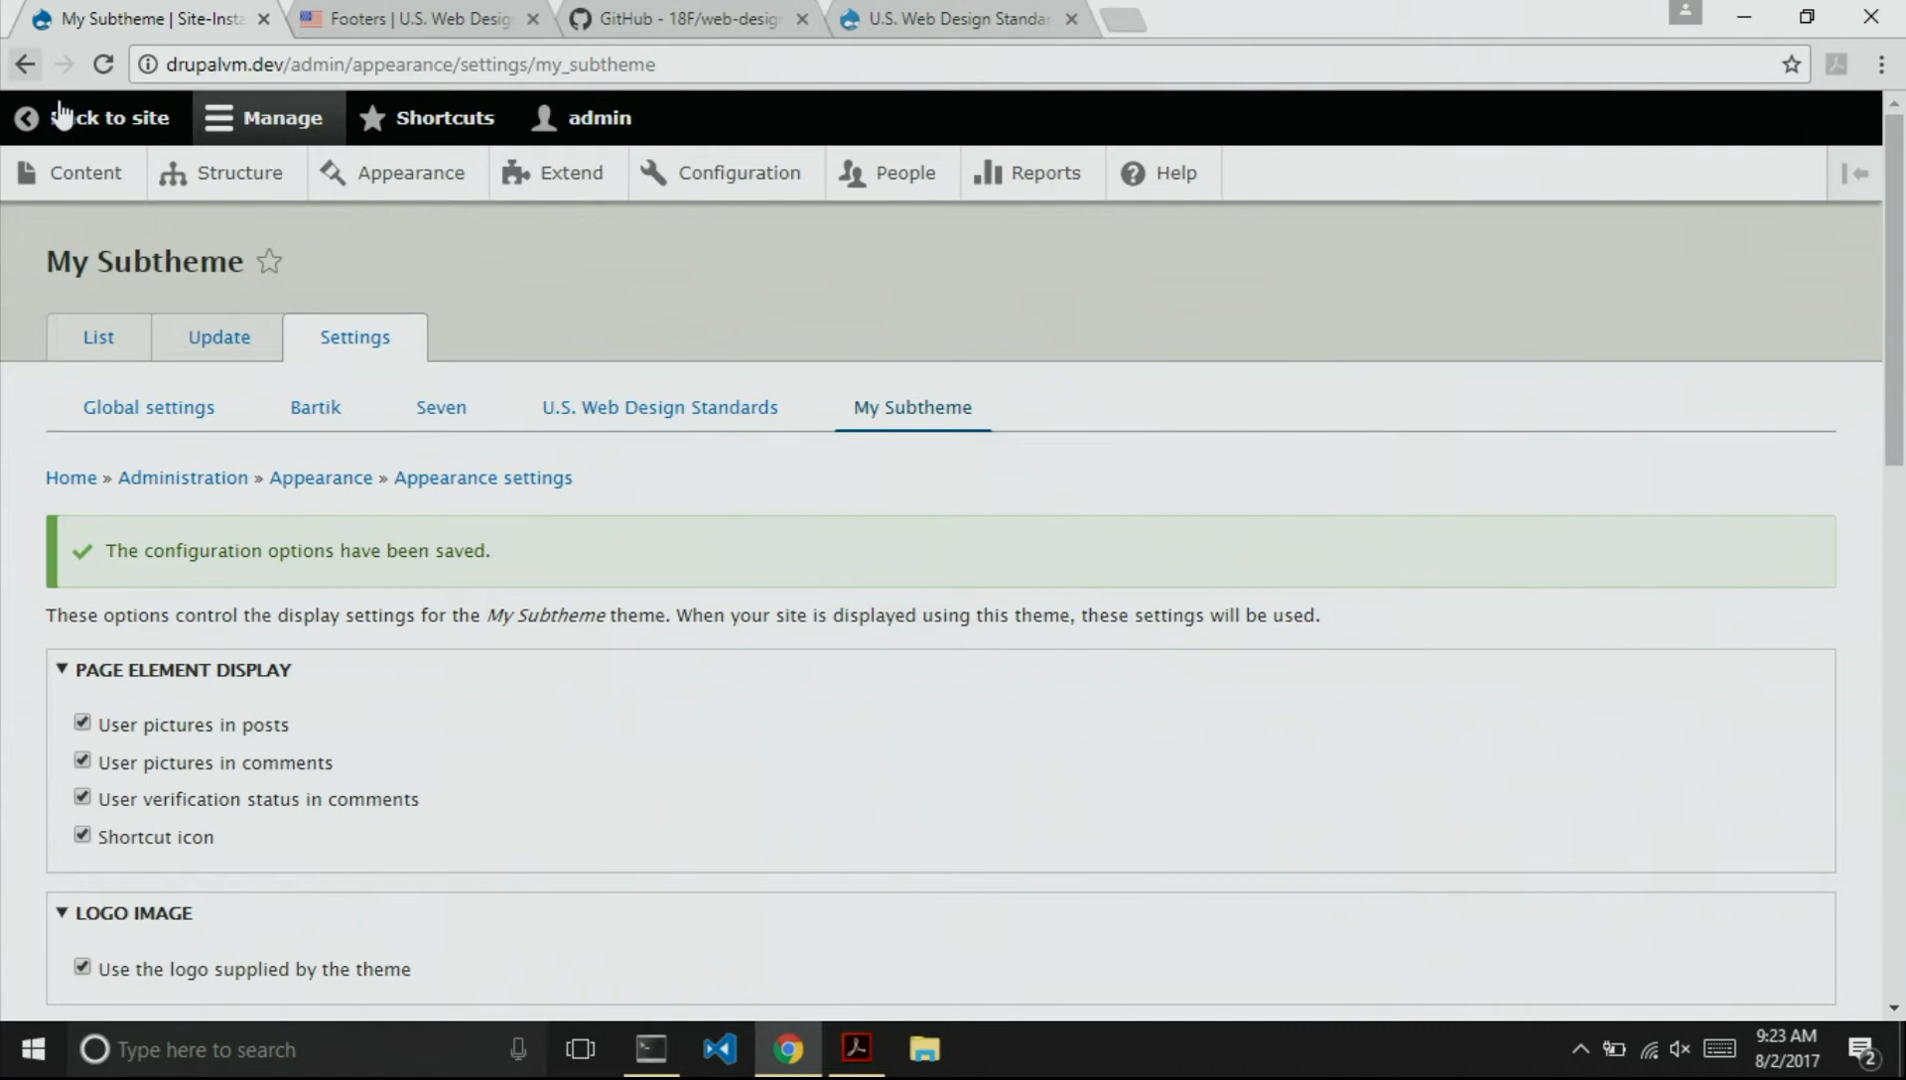 My Subtheme | Site-Insta
Footers | U.S. Web Desig
GitHub - 18F/web-desig
U.S. Web Design Standa
drupalvm.dev/admin/appearance/settings/my_subtheme
ck to site
Manage
Shortcuts
admin
Content
Structure
Appearance
Extend
Configuration
People
Reports
Help
My Subtheme
List
Update
Settings
Global settings
Bartik
Seven
U.S. Web Design Standards
My Subtheme
Home » Administration » Appearance » Appearance settings
The configuration options have been saved.
These options control the display settings for the My Subtheme theme. When your site is displayed using this theme, these settings will be used.
PAGE ELEMENT DISPLAY
User pictures in posts
User pictures in comments
User verification status in comments
Shortcut icon
LOGO IMAGE
Use the logo supplied by the theme
Type here to search
9:23 AM
8/2/2017
2